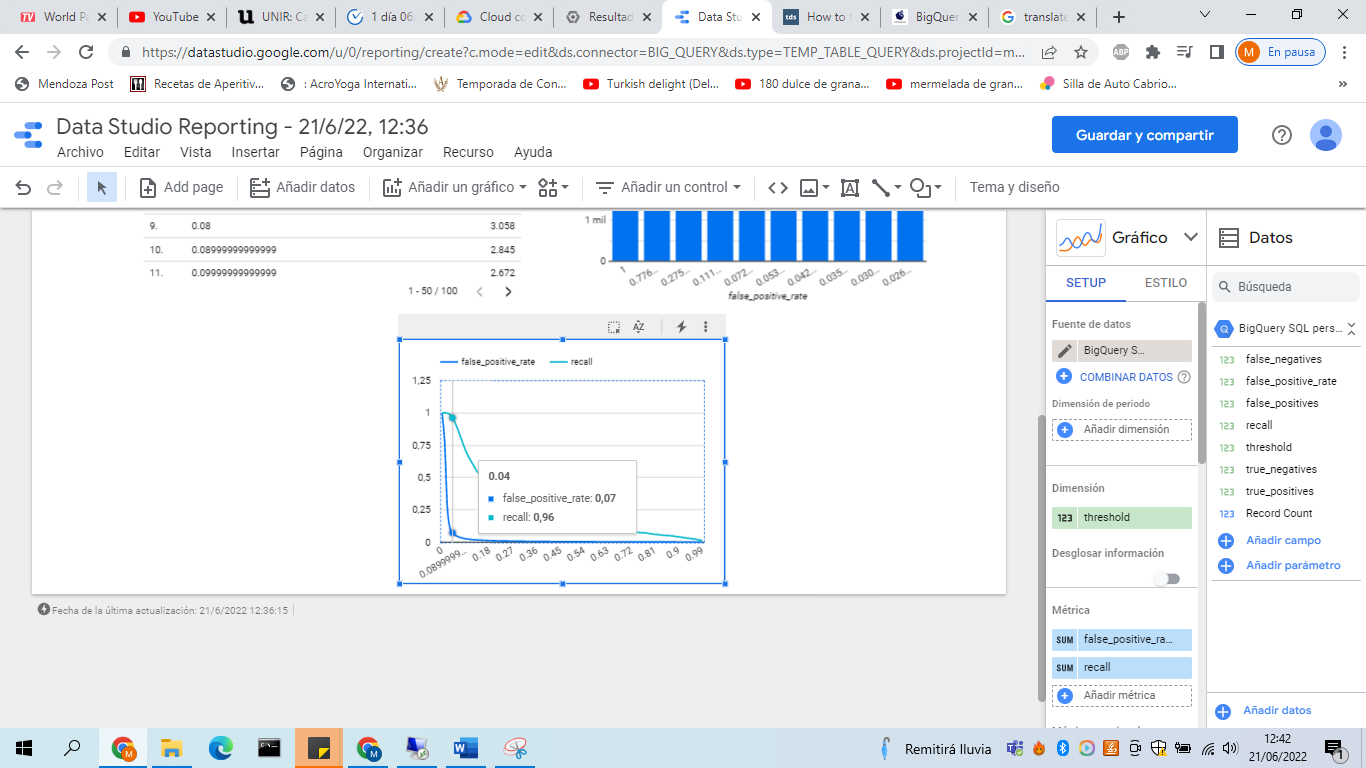 World Pa
YouTube
UNIR: Ca
1 día 06:
Cloud co
Resultad
Data Stu
tds
How to t
BigQuer
translate
https://datastudio.google.com/u/0/reporting/create?c.mode=edit&ds.connector=BIG_QUERY&ds.type=TEMP_TABLE_QUERY&ds.projectId=m...
ABP
M
En pausa
Mendoza Post
Recetas de Aperitiv...
: AcroYoga Internati...
Temporada de Con...
Turkish delight (Del...
180 dulce de grana...
mermelada de gran...
Silla de Auto Cabrio...
»
Data Studio Reporting - 21/6/22, 12:36
Archivo
Editar
Vista
Insertar
Página
Organizar
Recurso
Ayuda
Guardar y compartir
Add page
Añadir datos
Añadir un gráfico
Añadir un control
Tema y diseño
9. 0.08 3.058
10. 0.08999999999999 2.845
11. 0.09999999999999 2.672
1 - 50 / 100
1 mil
0
1
0.776...
0.275...
0.111...
0.072...
0.053...
0.042...
0.035...
0.030...
0.026...
false_positive_rate
false_positive_rate
recall
1,25
1
0,75
0,5
0,25
0
0
0.0899999...
0.18
0.27
0.36
0.45
0.54
0.63
0.72
0.81
0.9
0.99
0.04
false_positive_rate: 0,07
recall: 0,96
Fecha de la última actualización: 21/6/2022 12:36:15
Gráfico
SETUP
ESTILO
Fuente de datos
BigQuery S...
COMBINAR DATOS
Dimensión de periodo
Añadir dimensión
Dimensión
123 threshold
Desglosar información
Métrica
SUM false_positive_ra...
SUM recall
Añadir métrica
Datos
Búsqueda
BigQuery SQL pers...
123 false_negatives
123 false_positive_rate
123 false_positives
123 recall
123 threshold
123 true_negatives
123 true_positives
123 Record Count
Añadir campo
Añadir parámetro
Añadir datos
Remitirá lluvia
12:42
21/06/2022
1